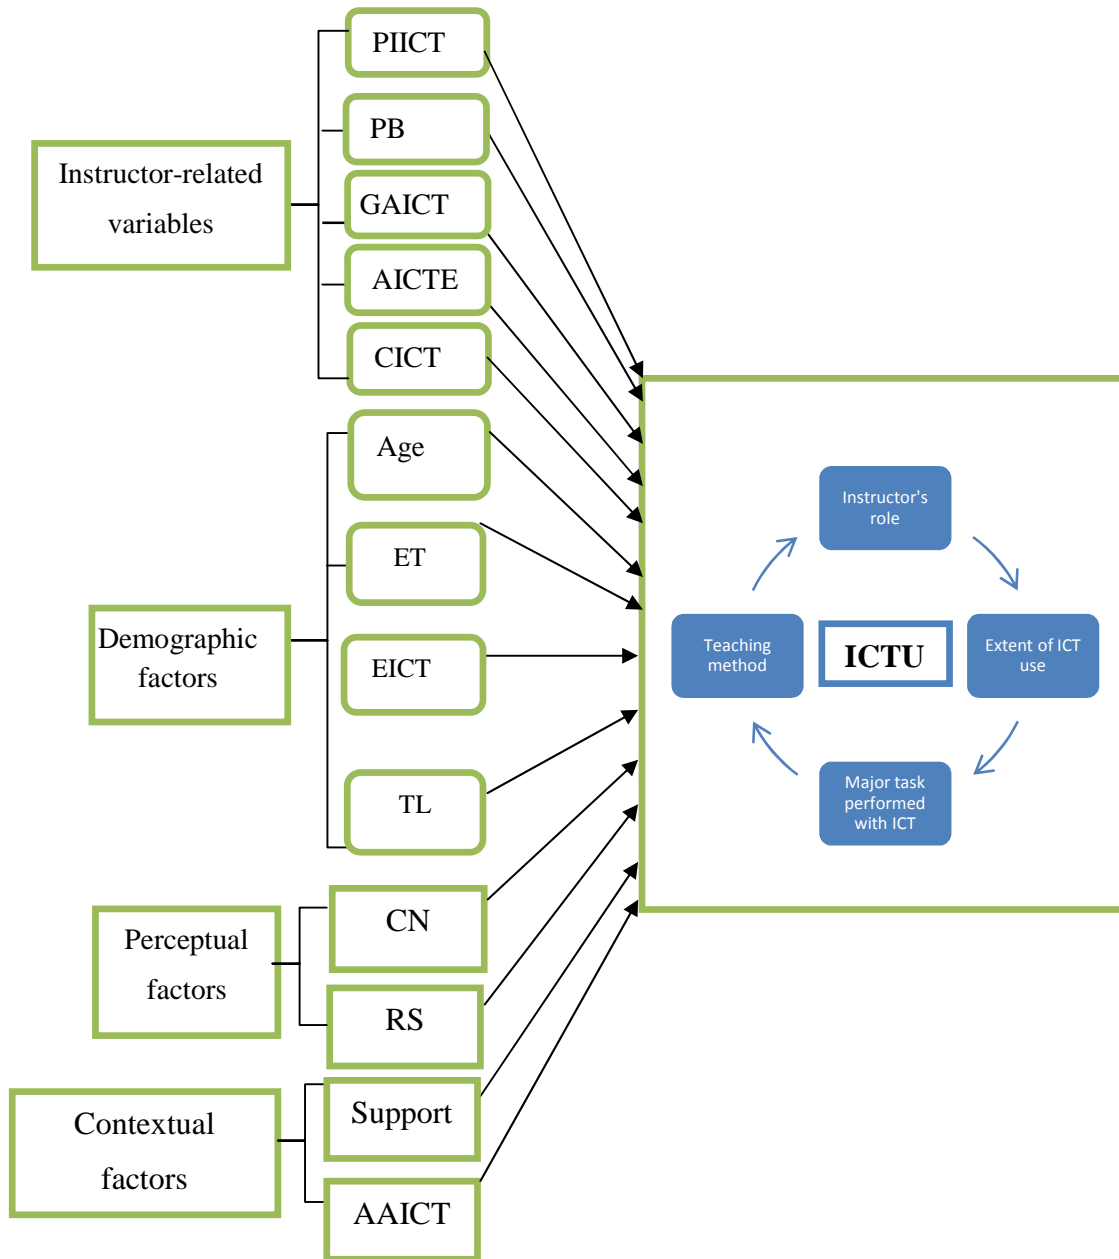 Instructor-related
variables
PIICT
PB
GAICT
AICTE
CICT
Demographic
factors
Age
ET
EICT
TL
Perceptual
factors
CN
RS
Contextual
factors
Support
AAICT
Instructor's
role
Teaching
method
ICTU
Extent of ICT
use
Major task
performed
with ICT